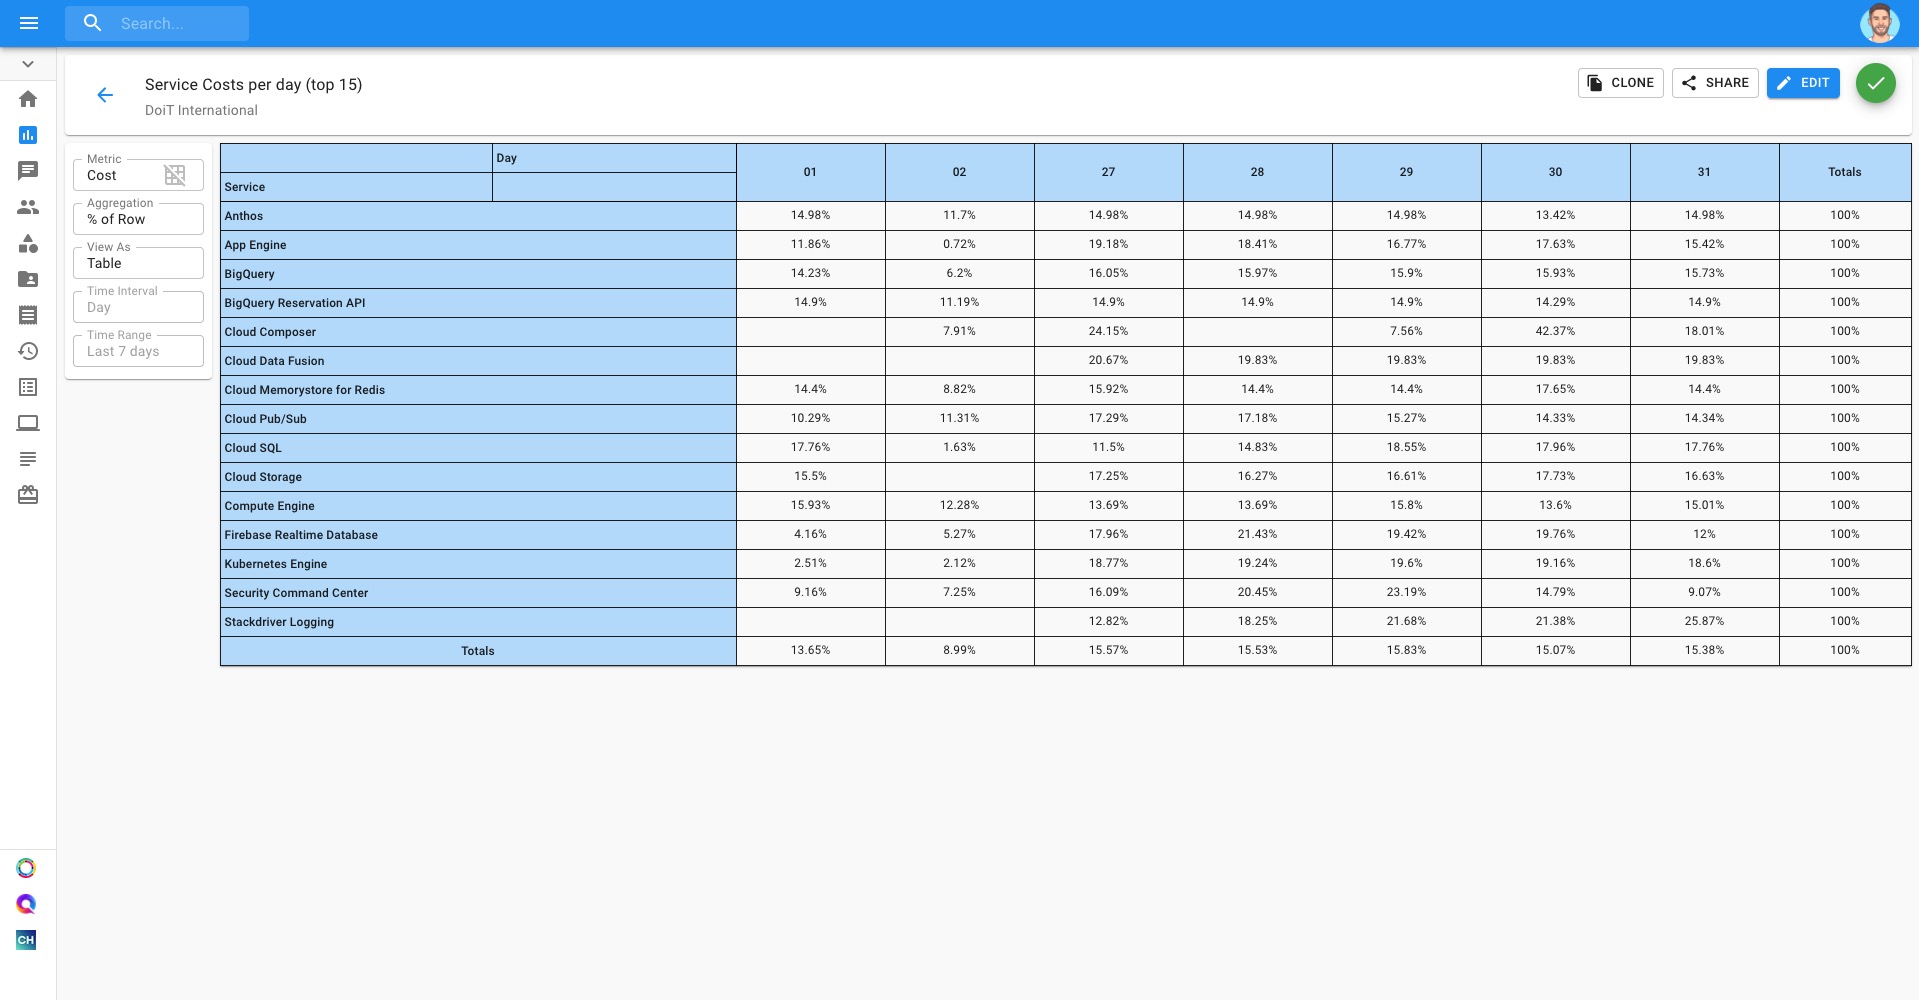 Search...
Service Costs per day (top 15)
DoiT International
CLONE
SHARE
EDIT
Metric
Cost
Aggregation
% of Row
View As
Table
Time Interval
Day
Time Range
Last 7 days
Day 01 02 27 28 29 30 31 Totals
Service
Anthos 14.98% 11.7% 14.98% 14.98% 14.98% 13.42% 14.98% 100%
App Engine 11.86% 0.72% 19.18% 18.41% 16.77% 17.63% 15.42% 100%
BigQuery 14.23% 6.2% 16.05% 15.97% 15.9% 15.93% 15.73% 100%
BigQuery Reservation API 14.9% 11.19% 14.9% 14.9% 14.9% 14.29% 14.9% 100%
Cloud Composer 7.91% 24.15% 7.56% 42.37% 18.01% 100%
Cloud Data Fusion 20.67% 19.83% 19.83% 19.83% 19.83% 100%
Cloud Memorystore for Redis 14.4% 8.82% 15.92% 14.4% 14.4% 17.65% 14.4% 100%
Cloud Pub/Sub 10.29% 11.31% 17.29% 17.18% 15.27% 14.33% 14.34% 100%
Cloud SQL 17.76% 1.63% 11.5% 14.83% 18.55% 17.96% 17.76% 100%
Cloud Storage 15.5% 17.25% 16.27% 16.61% 17.73% 16.63% 100%
Compute Engine 15.93% 12.28% 13.69% 13.69% 15.8% 13.6% 15.01% 100%
Firebase Realtime Database 4.16% 5.27% 17.96% 21.43% 19.42% 19.76% 12% 100%
Kubernetes Engine 2.51% 2.12% 18.77% 19.24% 19.6% 19.16% 18.6% 100%
Security Command Center 9.16% 7.25% 16.09% 20.45% 23.19% 14.79% 9.07% 100%
Stackdriver Logging 12.82% 18.25% 21.68% 21.38% 25.87% 100%
Totals 13.65% 8.99% 15.57% 15.53% 15.83% 15.07% 15.38% 100%
CH